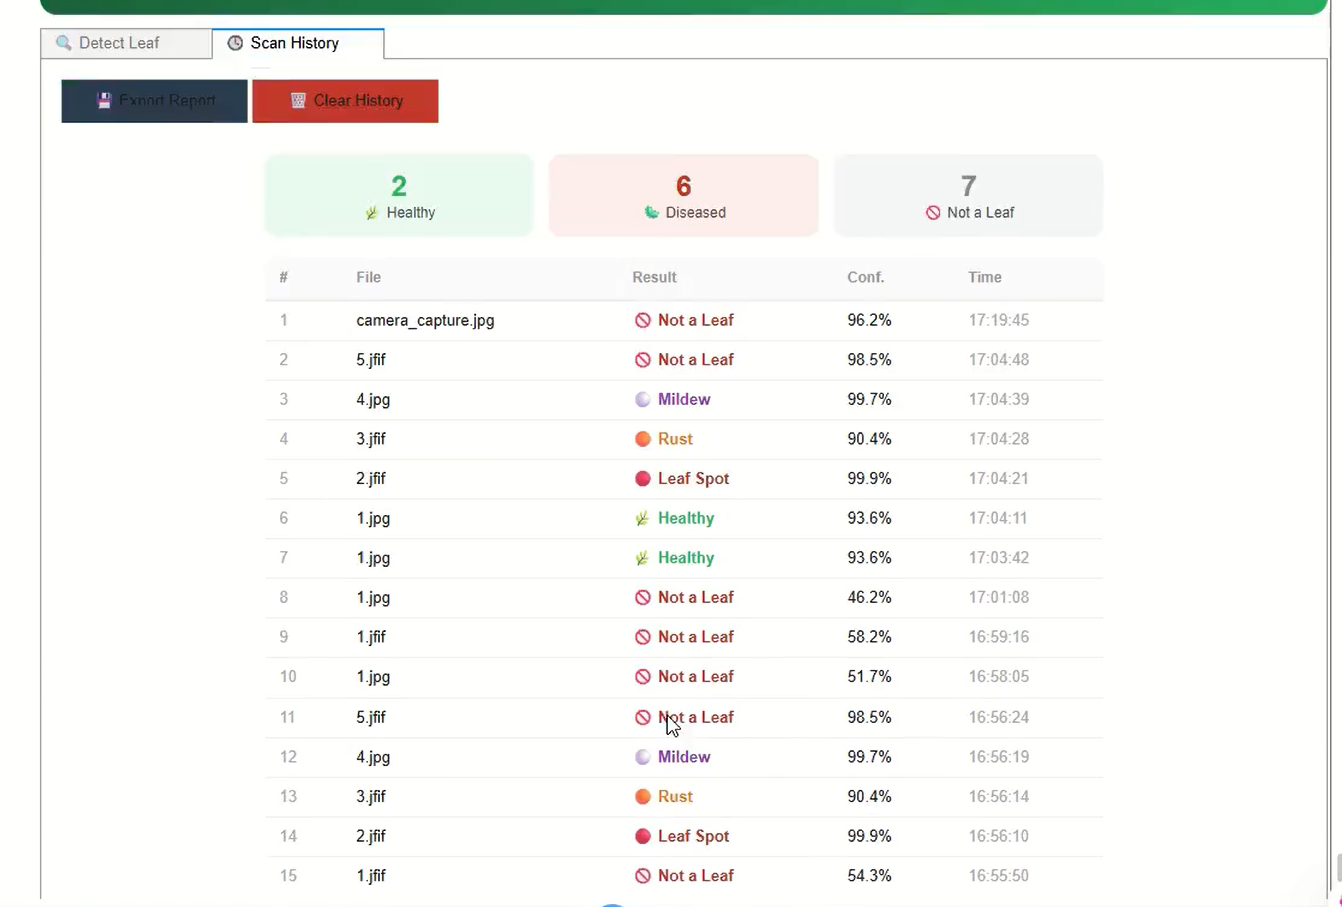 Detect Leaf
Scan History
Export Report
Clear History
2
Healthy
6
Diseased
7
Not a Leaf
# File Result Conf. Time
1 camera_capture.jpg Not a Leaf 96.2% 17:19:45
2 5.jfif Not a Leaf 98.5% 17:04:48
3 4.jpg Mildew 99.7% 17:04:39
4 3.jfif Rust 90.4% 17:04:28
5 2.jfif Leaf Spot 99.9% 17:04:21
6 1.jpg Healthy 93.6% 17:04:11
7 1.jpg Healthy 93.6% 17:03:42
8 1.jpg Not a Leaf 46.2% 17:01:08
9 1.jfif Not a Leaf 58.2% 16:59:16
10 1.jpg Not a Leaf 51.7% 16:58:05
11 5.jfif Not a Leaf 98.5% 16:56:24
12 4.jpg Mildew 99.7% 16:56:19
13 3.jfif Rust 90.4% 16:56:14
14 2.jfif Leaf Spot 99.9% 16:56:10
15 1.jfif Not a Leaf 54.3% 16:55:50